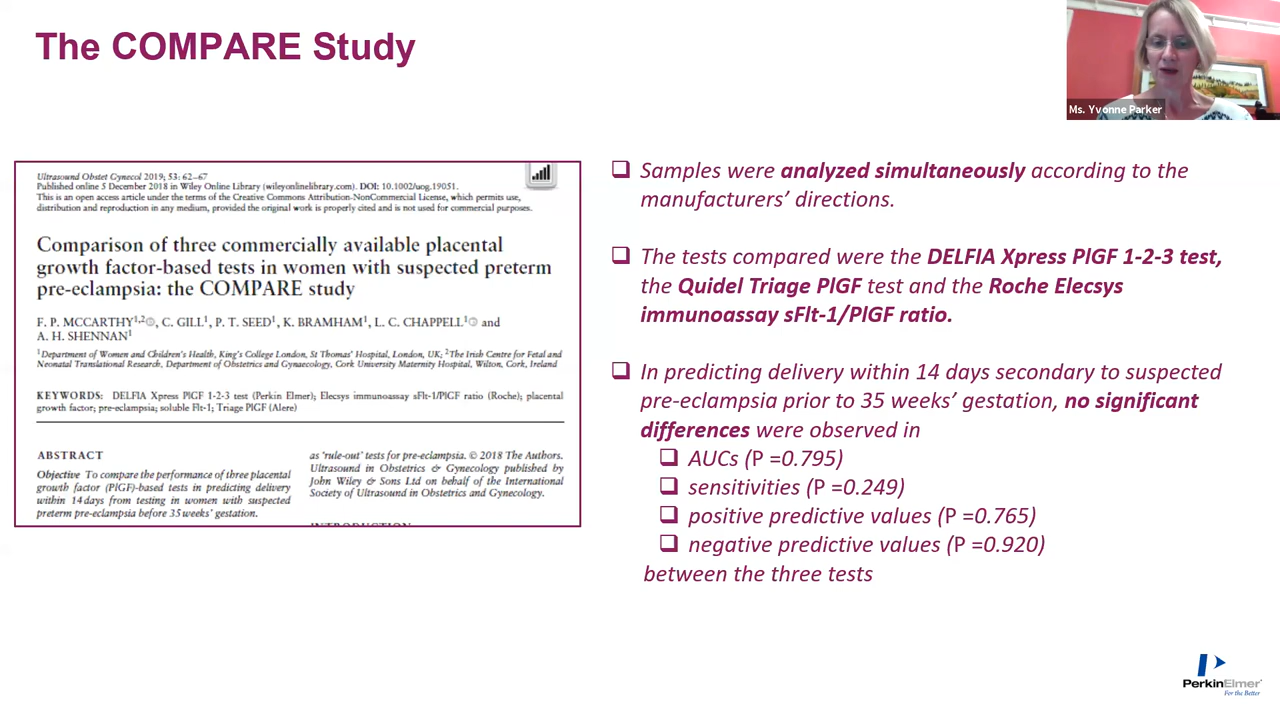 The COMPARE Study
Ms. Yvonne Parker
Ultrasound Obstet Gynecol 2019; 53: 62–67
Published online 5 December 2018 in Wiley Online Library (wileyonlinelibrary.com). DOI: 10.1002/uog.19051.
This is an open access article under the terms of the Creative Commons Attribution-NonCommercial License, which permits use,
distribution and reproduction in any medium, provided the original work is properly cited and is not used for commercial purposes.
Comparison of three commercially available placental
growth factor-based tests in women with suspected preterm
pre-eclampsia: the COMPARE study
F. P. MCCARTHY1,2, C. GILL1, P. T. SEED1, K. BRAMHAM1, L. C. CHAPPELL1 and
A. H. SHENNAN1
1Department of Women and Children's Health, King's College London, St Thomas' Hospital, London, UK; 2The Irish Centre for Fetal and
Neonatal Translational Research, Department of Obstetrics and Gynaecology, Cork University Maternity Hospital, Wilton, Cork, Ireland
KEYWORDS: DELFIA Xpress PlGF 1-2-3 test (Perkin Elmer); Elecsys immunoassay sFlt-1/PlGF ratio (Roche); placental
growth factor; pre-eclampsia; soluble Flt-1; Triage PlGF (Alere)
ABSTRACT
Objective To compare the performance of three placental
growth factor (PlGF)-based tests in predicting delivery
within 14 days from testing in women with suspected
preterm pre-eclampsia before 35 weeks' gestation.
as 'rule-out' tests for pre-eclampsia. © 2018 The Authors.
Ultrasound in Obstetrics & Gynecology published by
John Wiley & Sons Ltd on behalf of the International
Society of Ultrasound in Obstetrics and Gynecology.
INTRODUCTION
Samples were analyzed simultaneously according to the
manufacturers' directions.
The tests compared were the DELFIA Xpress PlGF 1-2-3 test,
the Quidel Triage PlGF test and the Roche Elecsys
immunoassay sFlt-1/PlGF ratio.
In predicting delivery within 14 days secondary to suspected
pre-eclampsia prior to 35 weeks' gestation, no significant
differences were observed in
AUCs (P =0.795)
sensitivities (P =0.249)
positive predictive values (P =0.765)
negative predictive values (P =0.920)
between the three tests
PerkinElmer
For the Better